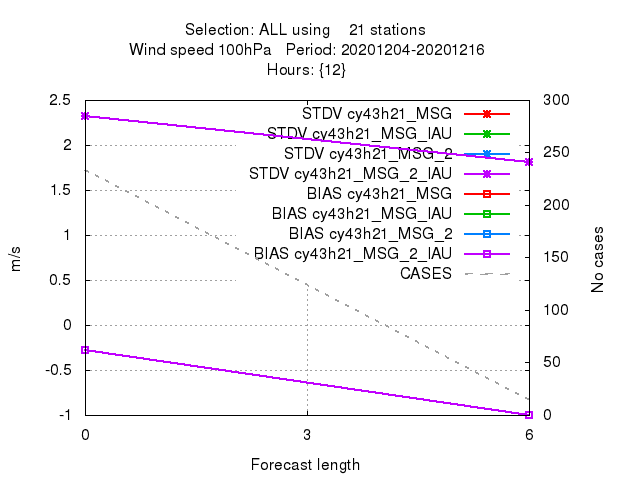 Selection: ALL using 21 stations
Wind speed 100hPa Period: 20201204-20201216
Hours: {12}
2.5
2
1.5
1
0.5
0
-0.5
-1
m/s
STDV cy43h21_MSG
STDV cy43h21_MSG_IAU
STDV cy43h21_MSG_2
STDV cy43h21_MSG_2_IAU
BIAS cy43h21_MSG
BIAS cy43h21_MSG_IAU
BIAS cy43h21_MSG_2
BIAS cy43h21_MSG_2_IAU
CASES
300
250
200
150
100
50
0
No cases
0 3 6
Forecast length